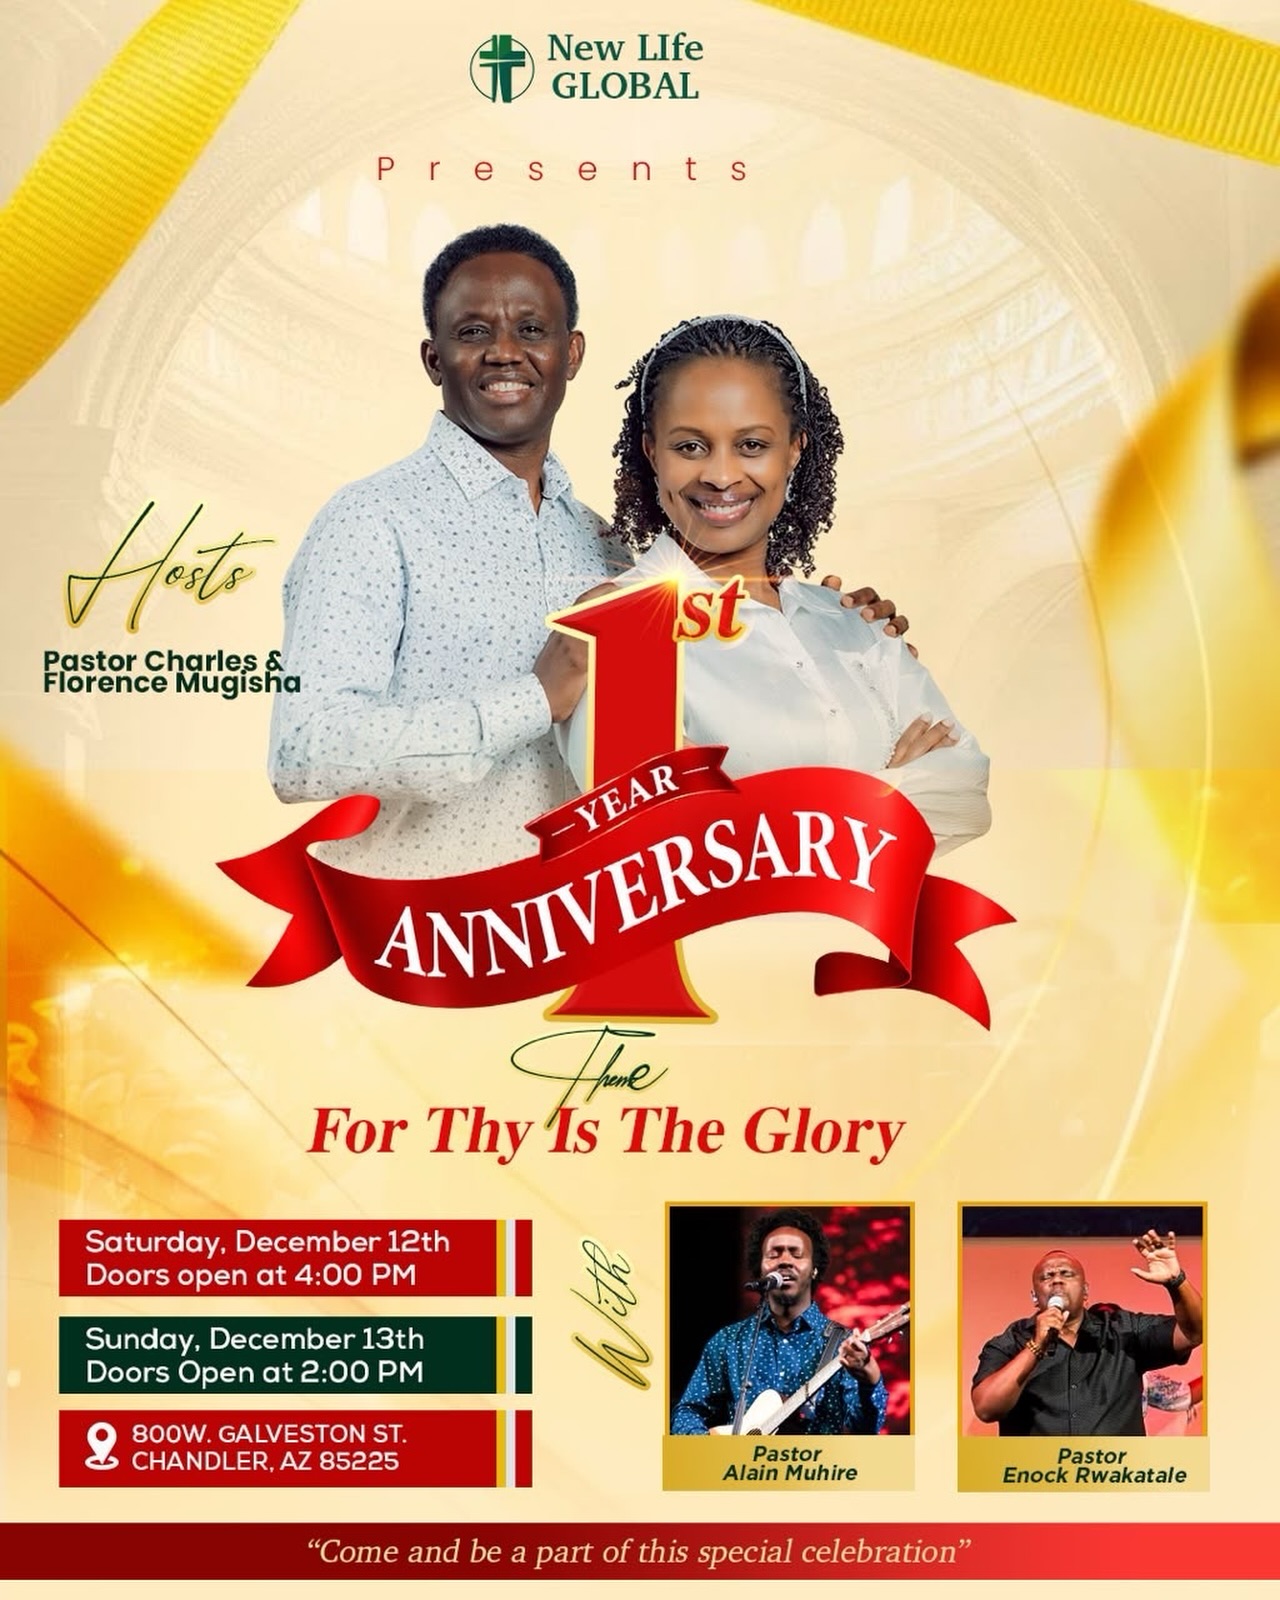 New LIfe
GLOBAL
Presents
Hosts
Pastor Charles &
Florence Mugisha
1st
YEAR
ANNIVERSARY
Theme
For Thy Is The Glory
Saturday, December 12th
Doors open at 4:00 PM
Sunday, December 13th
Doors Open at 2:00 PM
800W. GALVESTON ST.
CHANDLER, AZ 85225
With
Pastor
Alain Muhire
Pastor
Enock Rwakatale
“Come and be a part of this special celebration”